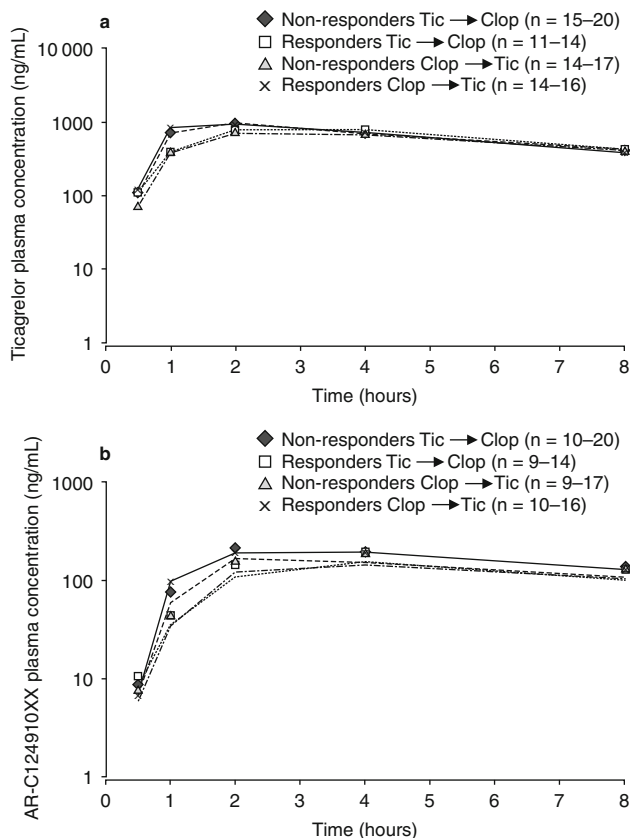 a
Non-responders Tic → Clop (n = 15–20)
Responders Tic → Clop (n = 11–14)
Non-responders Clop → Tic (n = 14–17)
Responders Clop → Tic (n = 14–16)
Ticagrelor plasma concentration (ng/mL)
10 000
1000
100
10
1
0 1 2 3 4 5 6 7 8
Time (hours)
b
Non-responders Tic → Clop (n = 10–20)
Responders Tic → Clop (n = 9–14)
Non-responders Clop → Tic (n = 9–17)
Responders Clop → Tic (n = 10–16)
AR-C124910XX plasma concentration (ng/mL)
1000
100
10
1
0 1 2 3 4 5 6 7 8
Time (hours)